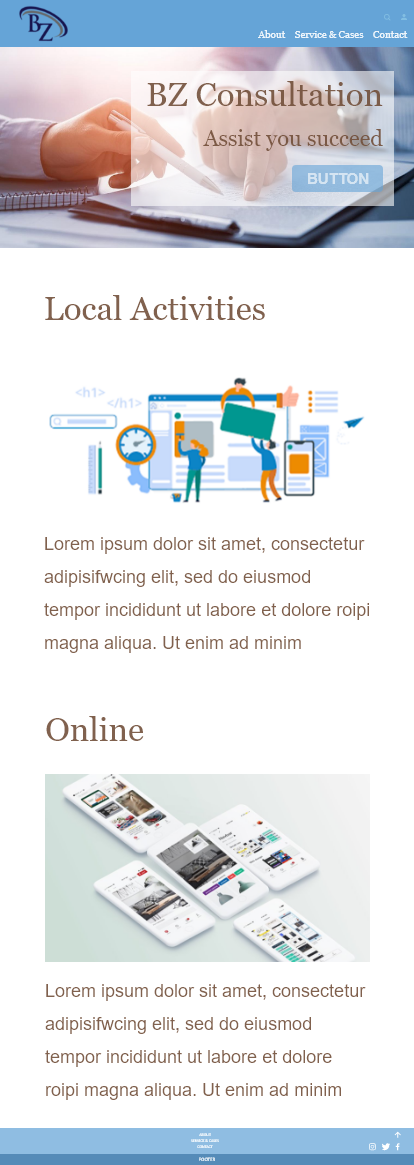 BZ
About Service & Cases Contact
BZ Consultation
Assist you succeed
BUTTON
Local Activities
<h1>
</h1>
Lorem ipsum dolor sit amet, consectetur
adipisifwcing elit, sed do eiusmod
tempor incididunt ut labore et dolore roipi
magna aliqua. Ut enim ad minim
Online
Lorem ipsum dolor sit amet, consectetur
adipisifwcing elit, sed do eiusmod
tempor incididunt ut labore et dolore
roipi magna aliqua. Ut enim ad minim
ABOUT
SERVICE & CASES
CONTACT
FOOTER